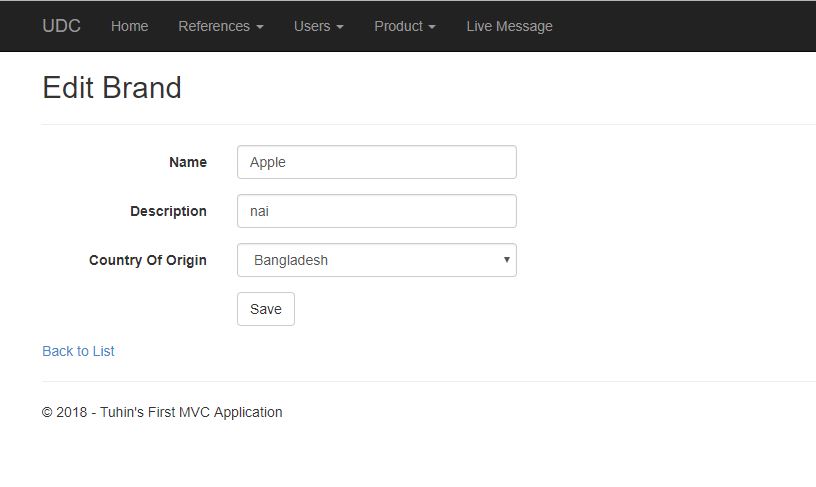 UDC Home References Users Product Live Message
Edit Brand
Name Apple
Description nai
Country Of Origin Bangladesh
Save
Back to List
© 2018 - Tuhin's First MVC Application